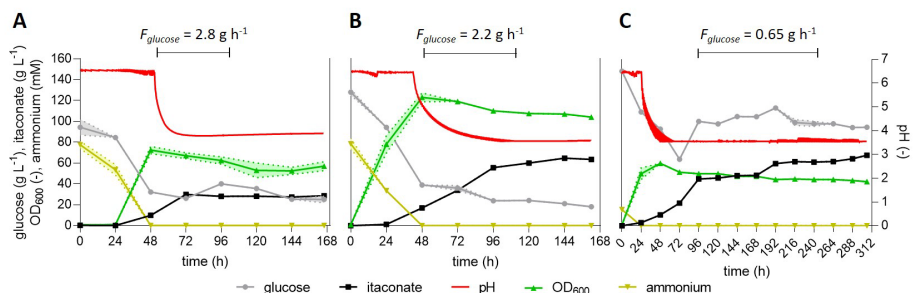 A B C
F_glucose = 2.8 g h⁻¹ F_glucose = 2.2 g h⁻¹ F_glucose = 0.65 g h⁻¹
glucose (g L⁻¹), itaconate (g L⁻¹)
OD₆₀₀ (-), ammonium (mM)
160
140
120
100
80
60
40
20
0
0 24 48 72 96 120 144 168
0 24 48 72 96 120 144 168
0 24 48 72 96 120 144 168 192 216 240 264 288 312
7
6
5
4
3
2
1
0
pH (-)
time (h) time (h) time (h)
glucose itaconate pH OD₆₀₀ ammonium